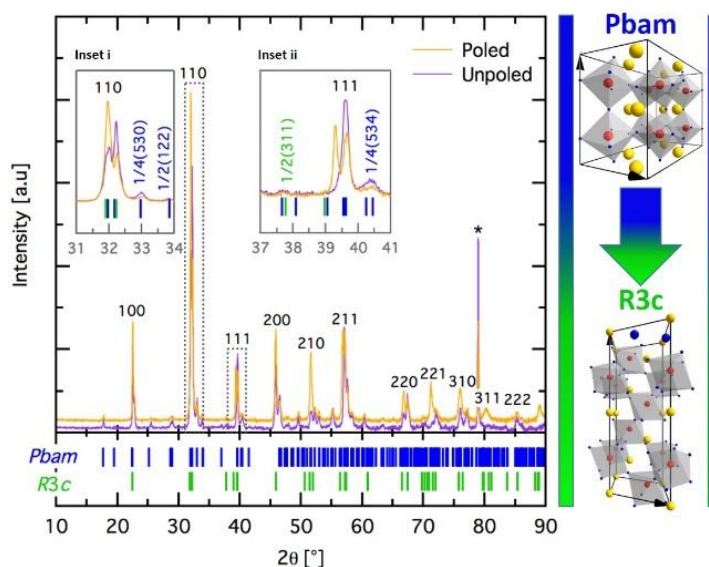 Pbam
Inset i
Inset ii
Poled
Unpoled
110
110
111
1/4(530)
1/2(122)
1/2(311)
1/4(534)
31 32 33 34
37 38 39 40 41
Intensity [a.u]
*
R3c
100
111
200
210
211
220
221
310
311
222
Pbam
R3c
10 20 30 40 50 60 70 80 90
2θ [°]